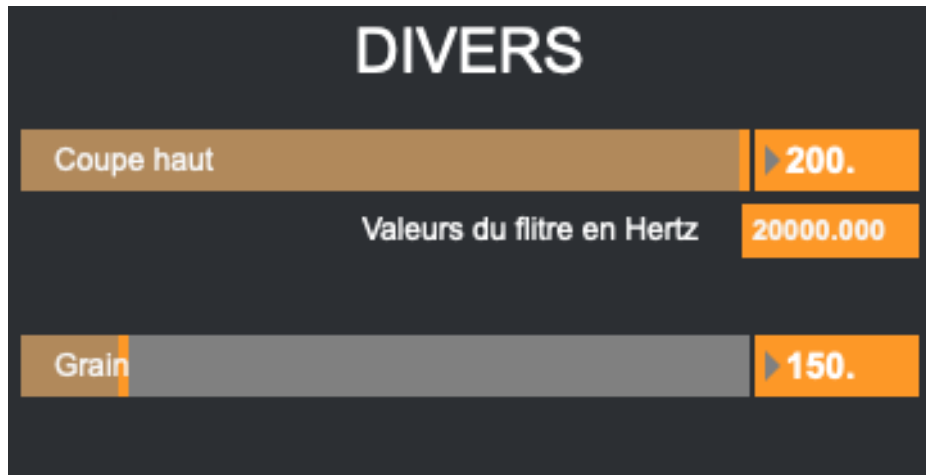 DIVERS
Coupe haut 200.
Valeurs du flitre en Hertz 20000.000
Grain 150.